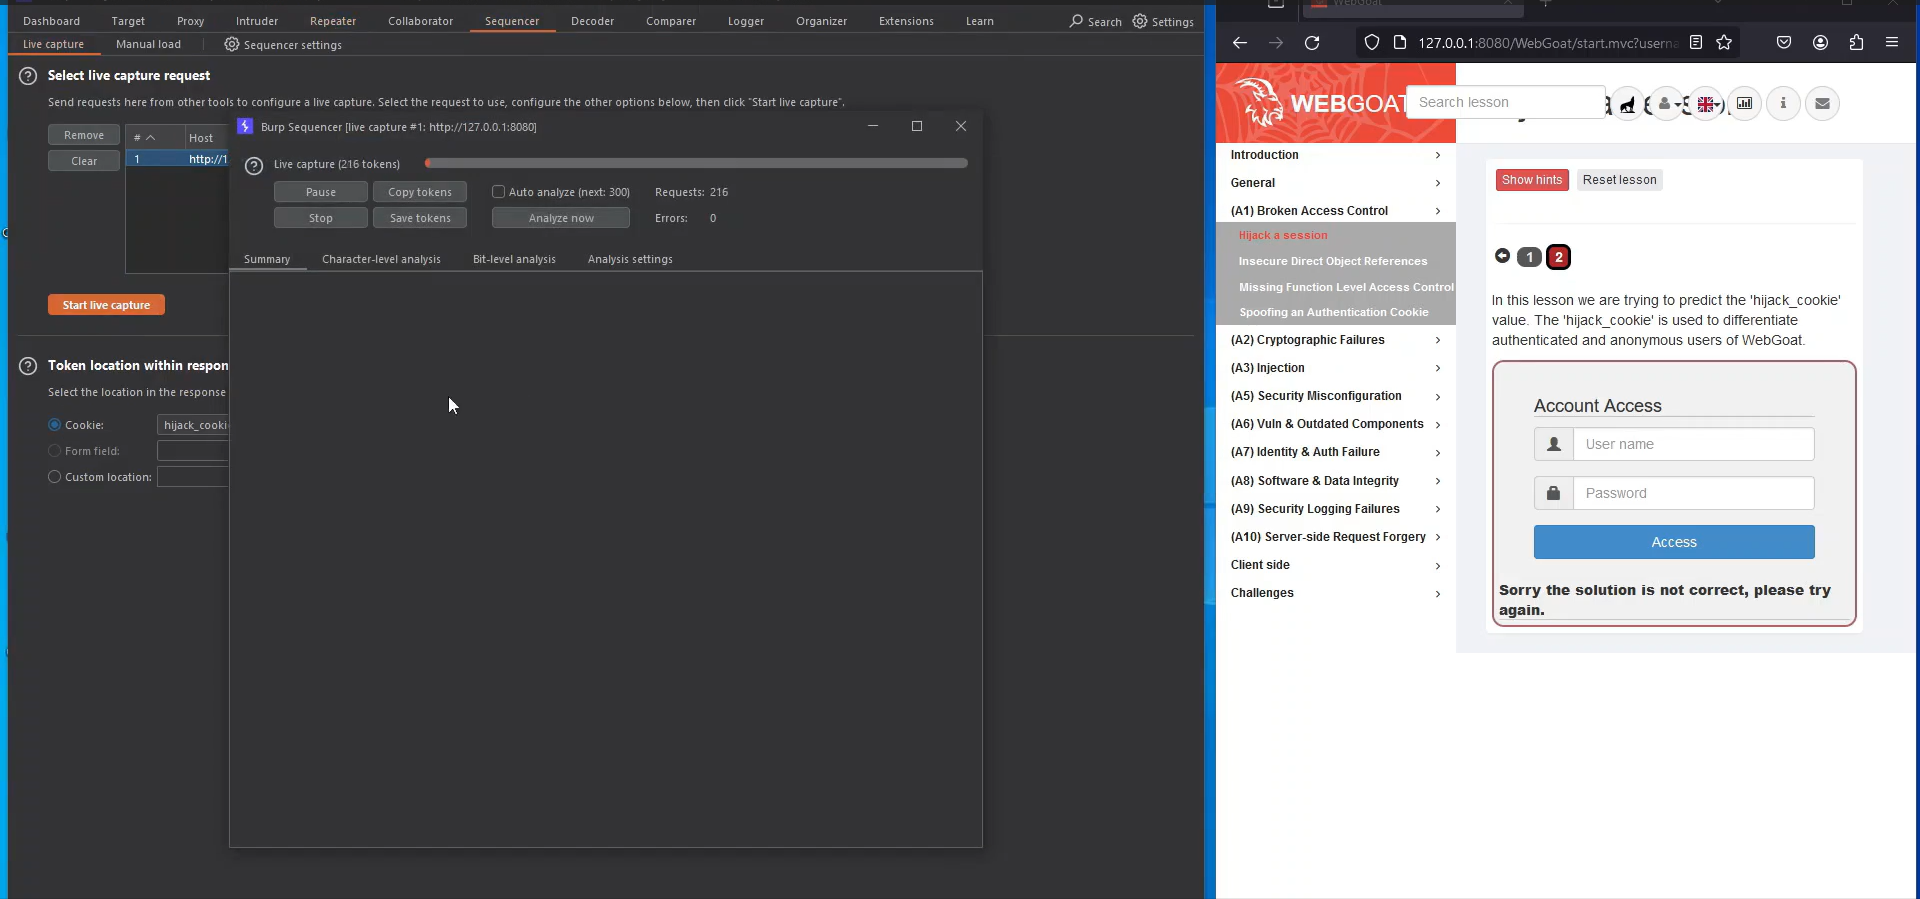 Dashboard Target Proxy Intruder Repeater Collaborator Sequencer Decoder Comparer Logger Organizer Extensions Learn Search Settings
Live capture Manual load Sequencer settings
Select live capture request
Send requests here from other tools to configure a live capture. Select the request to use, configure the other options below, then click "Start live capture".
Remove
Clear
# Host
1 http://1
Start live capture
Token location within respon
Select the location in the response
Cookie: hijack_cooki
Form field:
Custom location:
Burp Sequencer [live capture #1: http://127.0.0.1:8080]
Live capture (216 tokens)
Pause Copy tokens Auto analyze (next: 300) Requests: 216
Stop Save tokens Analyze now Errors: 0
Summary Character-level analysis Bit-level analysis Analysis settings
WebGoat
127.0.0.1:8080/WebGoat/start.mvc?userna
WEBGOAT
Search lesson
Introduction
General
(A1) Broken Access Control
Hijack a session
Insecure Direct Object References
Missing Function Level Access Control
Spoofing an Authentication Cookie
(A2) Cryptographic Failures
(A3) Injection
(A5) Security Misconfiguration
(A6) Vuln & Outdated Components
(A7) Identity & Auth Failure
(A8) Software & Data Integrity
(A9) Security Logging Failures
(A10) Server-side Request Forgery
Client side
Challenges
Show hints Reset lesson
1 2
In this lesson we are trying to predict the 'hijack_cookie'
value. The 'hijack_cookie' is used to differentiate
authenticated and anonymous users of WebGoat.
Account Access
User name
Password
Access
Sorry the solution is not correct, please try
again.